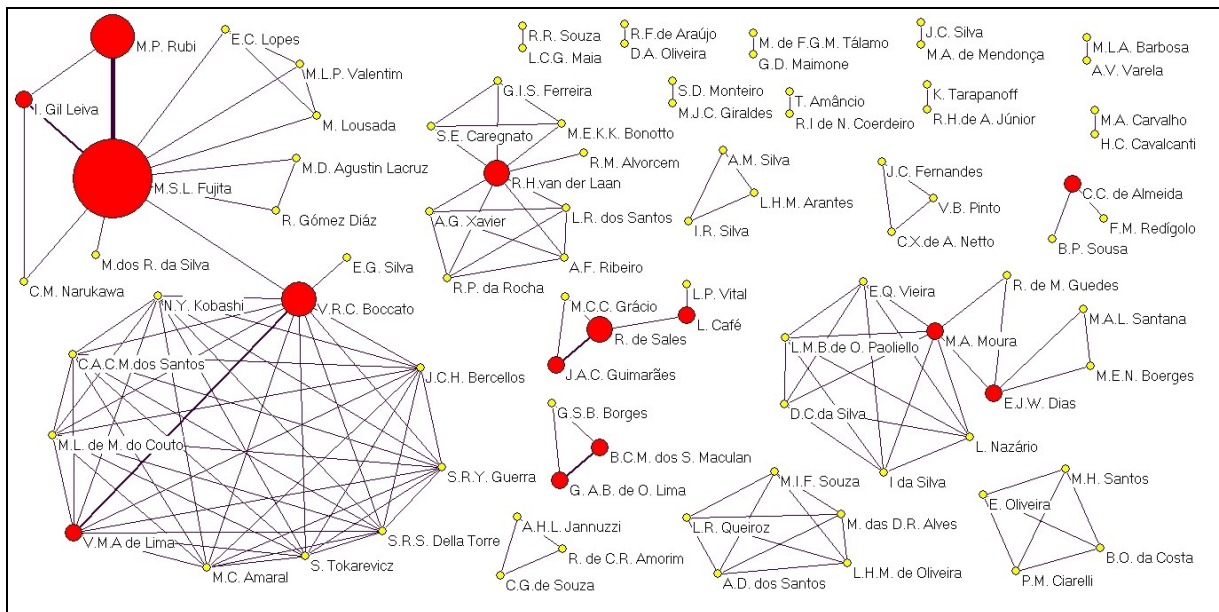 M.P. Rubi
E.C. Lopes
M.L.P. Valentim
I. Gil Leiva
M. Lousada
M.D. Agustin Lacruz
M.S.L. Fujita
R. Gómez Diáz
M.dos R. da Silva
C.M. Narukawa
E.G. Silva
N.Y. Kobashi
V.R.C. Boccato
C.A.C.M.dos Santos
J.C.H. Bercellos
M.L. de M. do Couto
S.R.Y. Guerra
V.M.A de Lima
S.R.S. Della Torre
S. Tokarevicz
M.C. Amaral
G.I.S. Ferreira
S.E. Caregnato
M.E.K.K. Bonotto
R.M. Alvorcem
R.H.van der Laan
A.G. Xavier
L.R. dos Santos
A.F. Ribeiro
R.P. da Rocha
R.R. Souza
L.C.G. Maia
R.F.de Araújo
D.A. Oliveira
M. de F.G.M. Tálamo
G.D. Maimone
J.C. Silva
M.A. de Mendonça
M.L.A. Barbosa
A.V. Varela
S.D. Monteiro
M.J.C. Giraldes
T. Amâncio
R.I de N. Coerdeiro
K. Tarapanoff
R.H.de A. Júnior
M.A. Carvalho
H.C. Cavalcanti
A.M. Silva
L.H.M. Arantes
I.R. Silva
J.C. Fernandes
V.B. Pinto
C.X.de A. Netto
C.C. de Almeida
F.M. Redígolo
B.P. Sousa
M.C.C. Grácio
L.P. Vital
L. Café
R. de Sales
J.A.C. Guimarães
E.Q. Vieira
R. de M. Guedes
M.A.L. Santana
M.A. Moura
L.M.B.de O. Paoliello
M.E.N. Boerges
E.J.W. Dias
D.C.da Silva
L. Nazário
I da Silva
G.S.B. Borges
B.C.M. dos S. Maculan
G.A.B. de O. Lima
A.H.L. Jannuzzi
R. de C.R. Amorim
C.G.de Souza
M.I.F. Souza
L.R. Queiroz
M. das D.R. Alves
L.H.M. de Oliveira
A.D. dos Santos
M.H. Santos
E. Oliveira
B.O. da Costa
P.M. Ciarelli